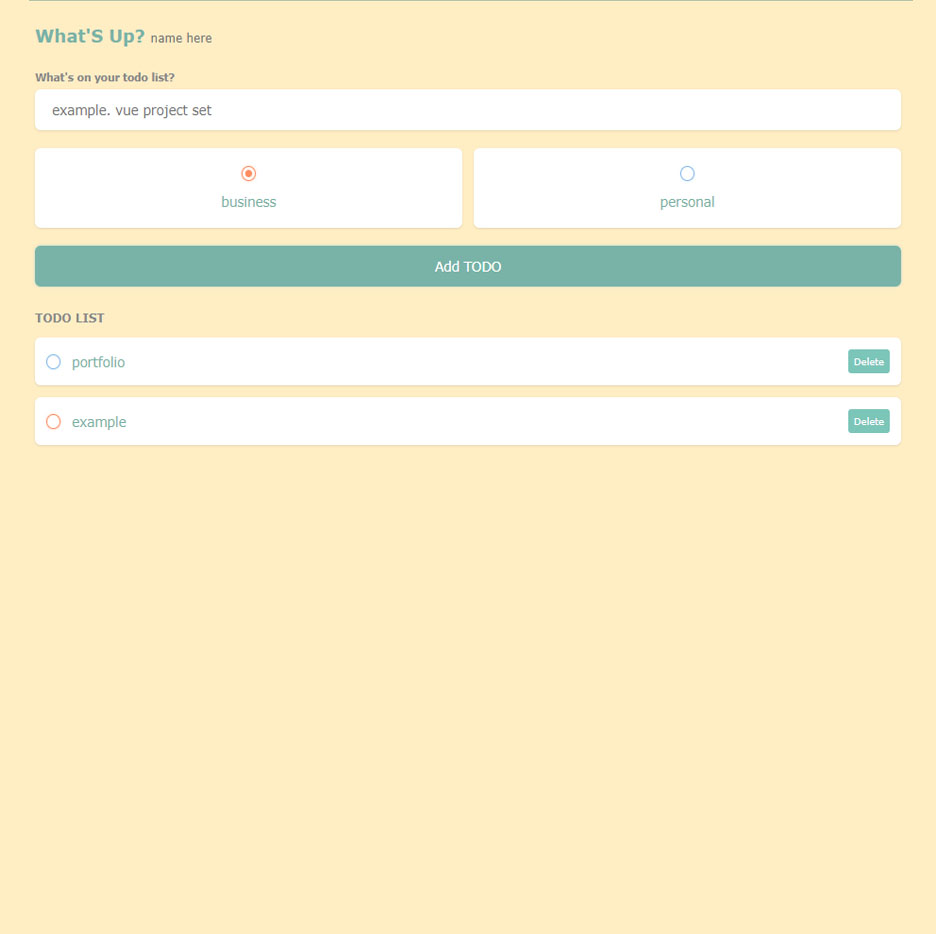 What'S Up? name here
What's on your todo list?
example. vue project set
business
personal
Add TODO
TODO LIST
portfolio
Delete
example
Delete